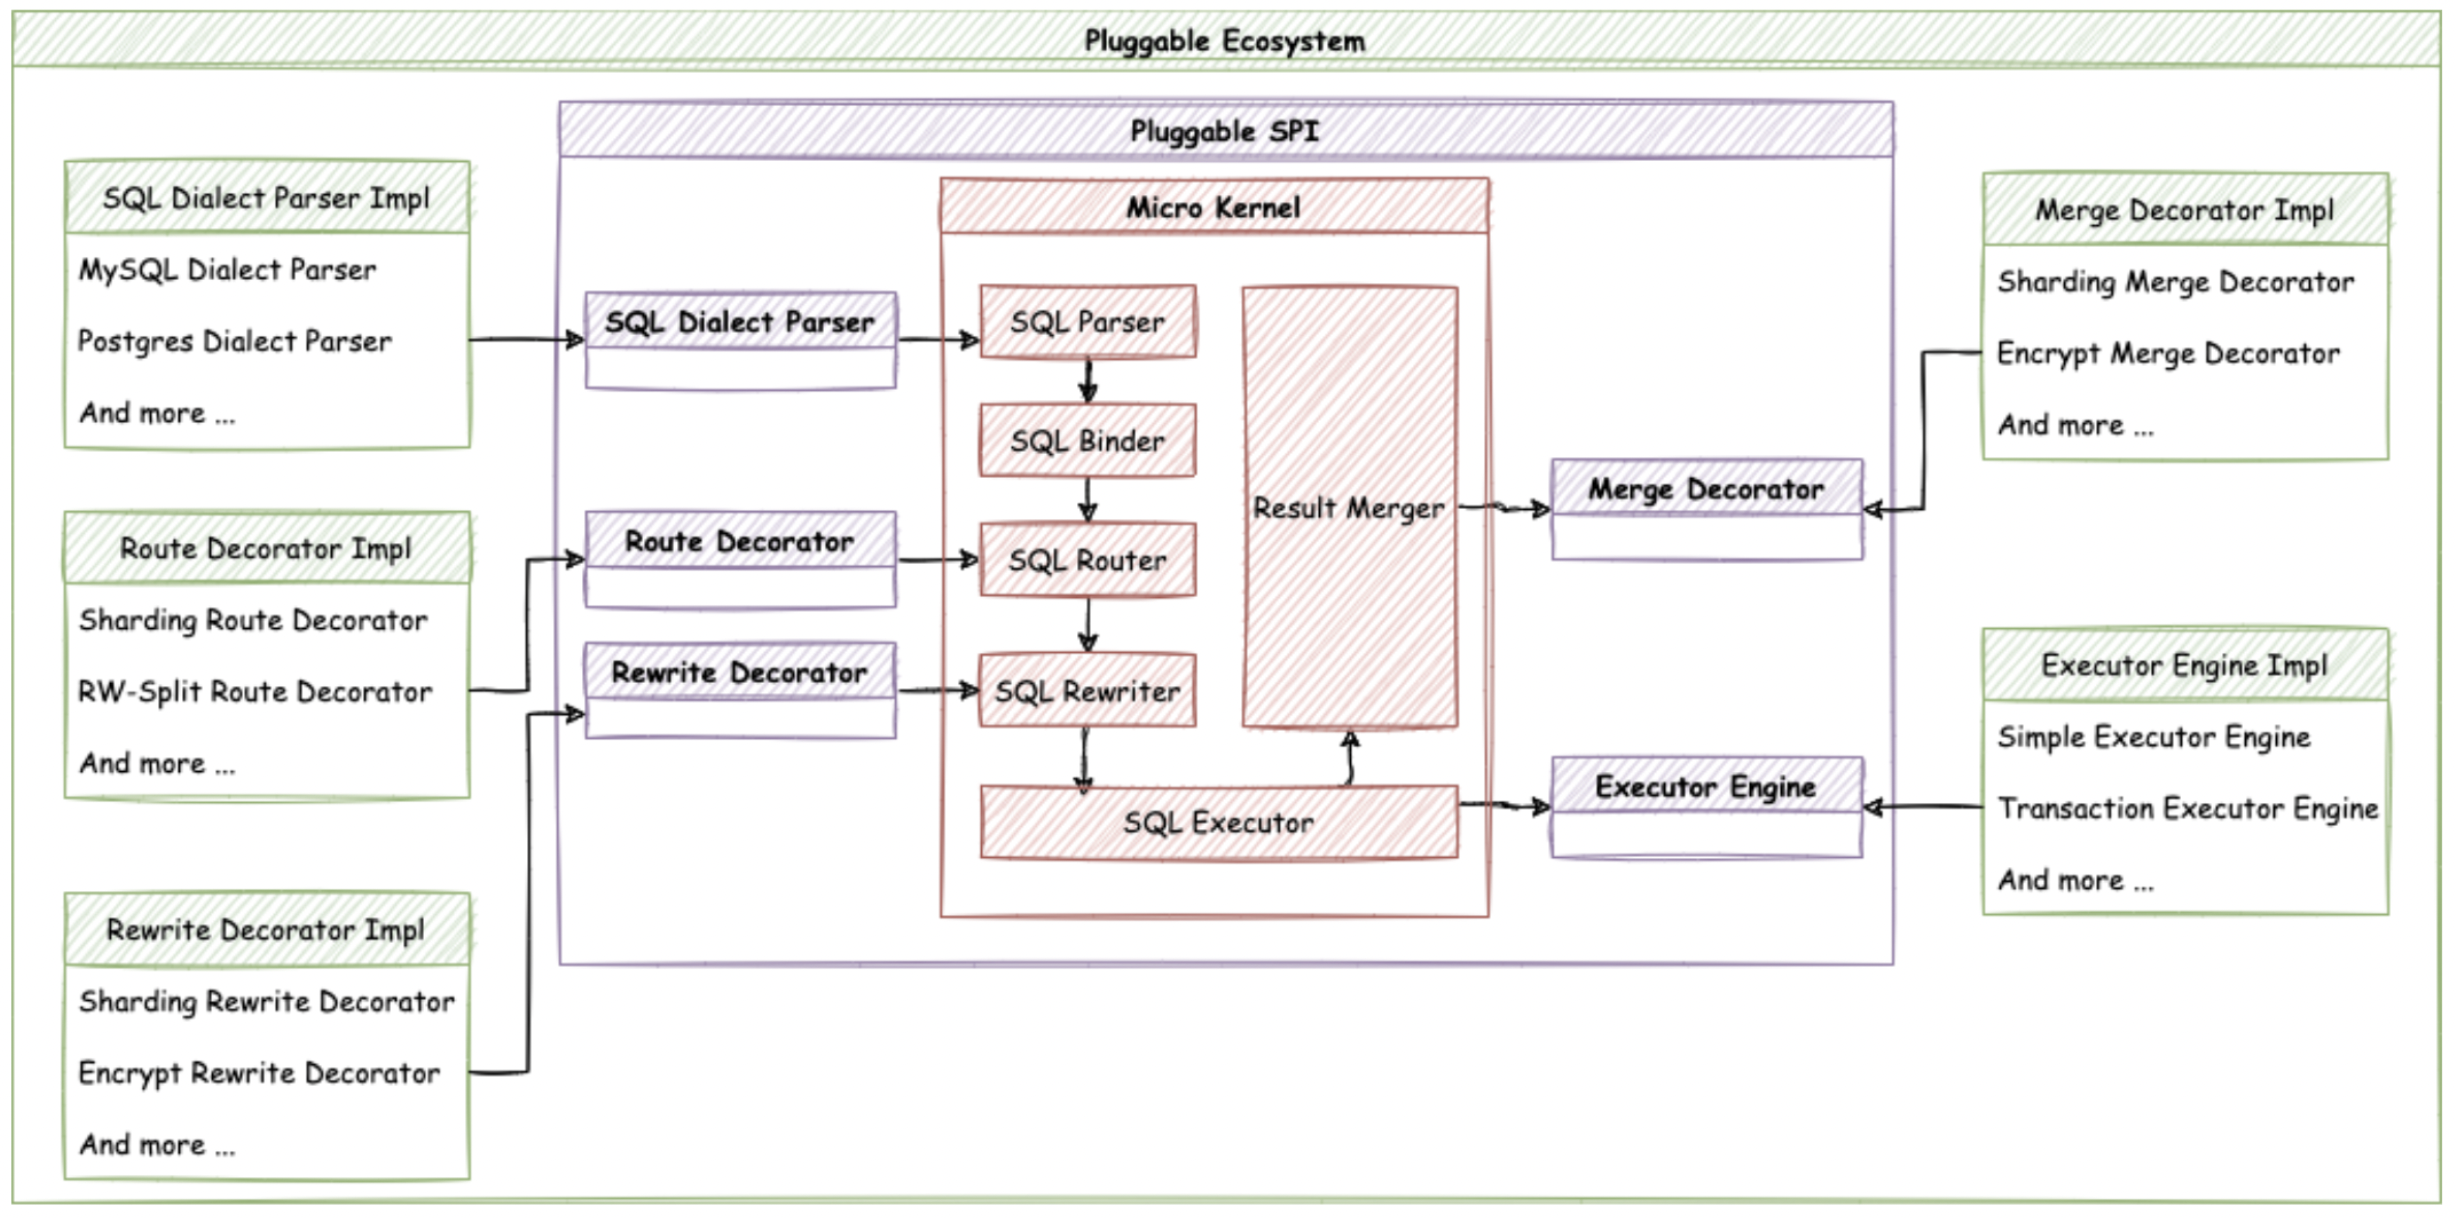 Pluggable Ecosystem
SQL Dialect Parser Impl
MySQL Dialect Parser
Postgres Dialect Parser
And more ...
Route Decorator Impl
Sharding Route Decorator
RW-Split Route Decorator
And more ...
Rewrite Decorator Impl
Sharding Rewrite Decorator
Encrypt Rewrite Decorator
And more ...
Pluggable SPI
SQL Dialect Parser
Route Decorator
Rewrite Decorator
Micro Kernel
SQL Parser
SQL Binder
SQL Router
SQL Rewriter
SQL Executor
Result Merger
Merge Decorator
Executor Engine
Merge Decorator Impl
Sharding Merge Decorator
Encrypt Merge Decorator
And more ...
Executor Engine Impl
Simple Executor Engine
Transaction Executor Engine
And more ...